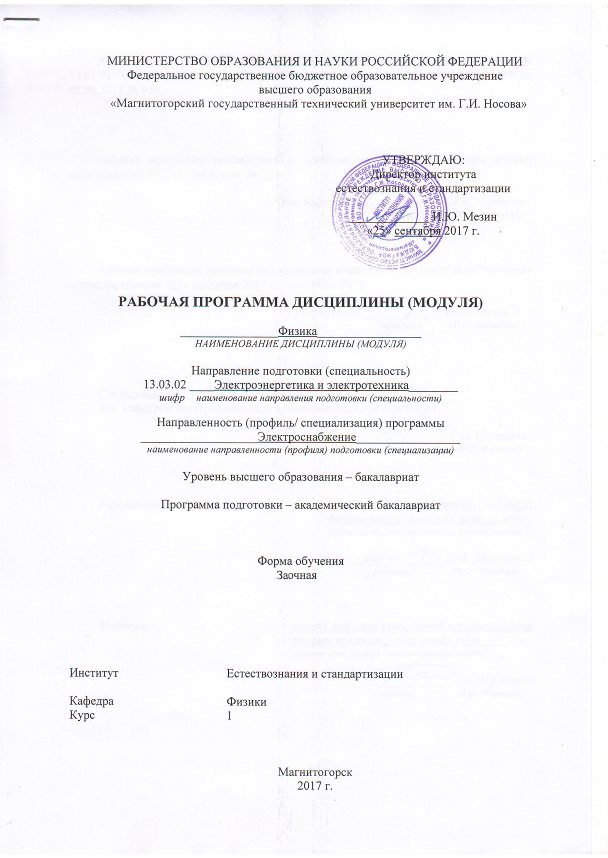 МИНИСТЕРСТВО ОБРАЗОВАНИЯ И НАУКИ РОССИЙСКОЙ ФЕДЕРАЦИИ
Федеральное государственное бюджетное образовательное учреждение
высшего образования
«Магнитогорский государственный технический университет им. Г.И. Носова»
УТВЕРЖДАЮ:
Директор института
естествознания и стандартизации
И.Ю. Мезин
«25» сентября 2017 г.
РАБОЧАЯ ПРОГРАММА ДИСЦИПЛИНЫ (МОДУЛЯ)
Физика
НАИМЕНОВАНИЕ ДИСЦИПЛИНЫ (МОДУЛЯ)
Направление подготовки (специальность)
13.03.02 Электроэнергетика и электротехника
шифр наименование направления подготовки (специальности)
Направленность (профиль/ специализация) программы
Электроснабжение
наименование направленности (профиля) подготовки (специализации)
Уровень высшего образования – бакалавриат
Программа подготовки – академический бакалавриат
Форма обучения
Заочная
Институт Естествознания и стандартизации
Кафедра Физики
Курс 1
Магнитогорск
2017 г.